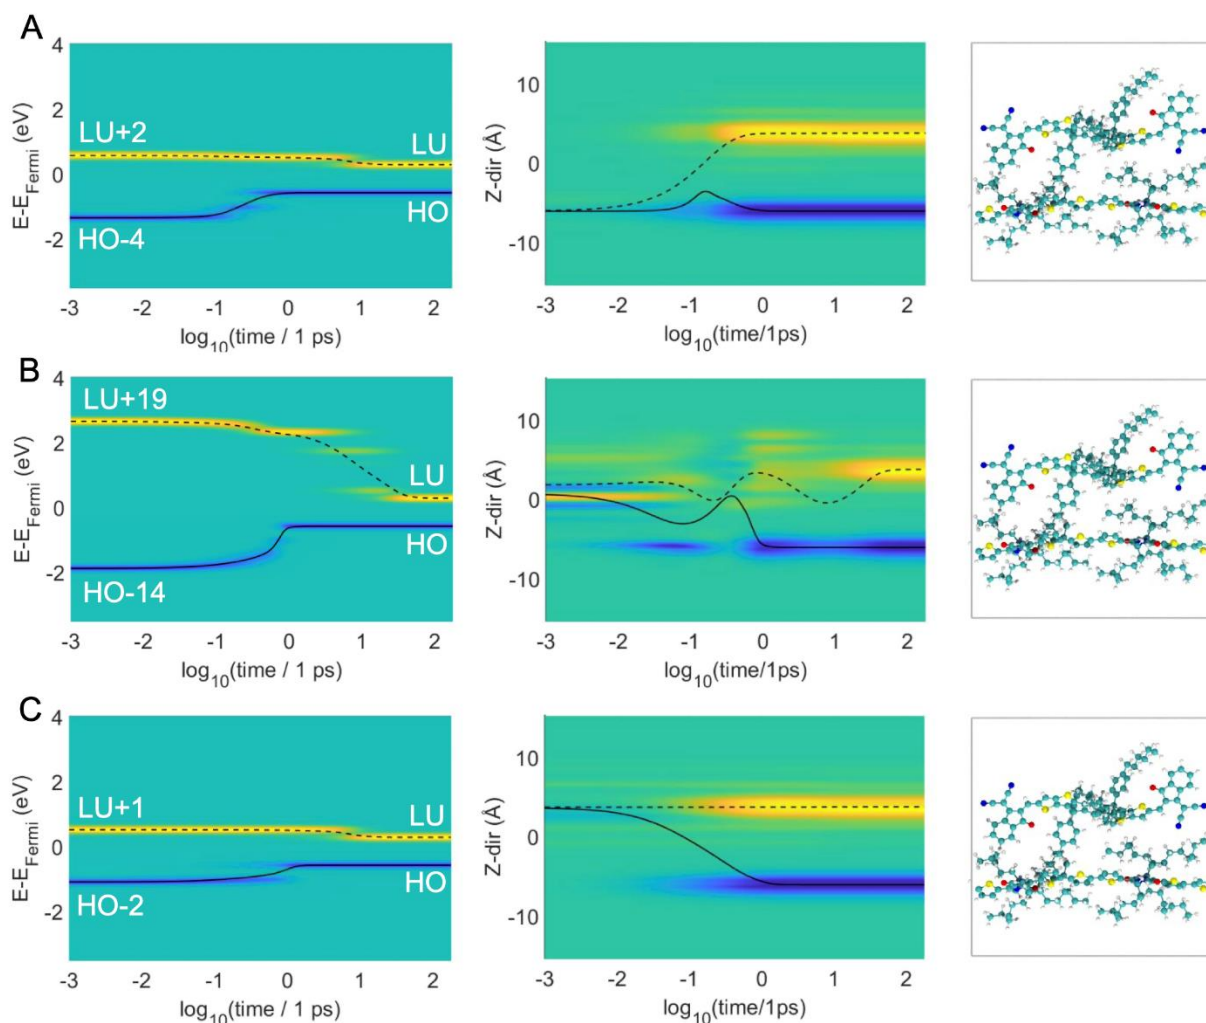 A
4
2
0
-2
E-E_Fermi (eV)
LU+2
LU
HO
HO-4
-3 -2 -1 0 1 2
log10(time / 1 ps)
10
0
-10
Z-dir (Å)
-3 -2 -1 0 1 2
log10(time/1ps)
B
4
2
0
-2
E-E_Fermi (eV)
LU+19
LU
HO
HO-14
-3 -2 -1 0 1 2
log10(time / 1 ps)
10
0
-10
Z-dir (Å)
-3 -2 -1 0 1 2
log10(time/1ps)
C
4
2
0
-2
E-E_Fermi (eV)
LU+1
LU
HO
HO-2
-3 -2 -1 0 1 2
log10(time / 1 ps)
10
0
-10
Z-dir (Å)
-3 -2 -1 0 1 2
log10(time/1ps)